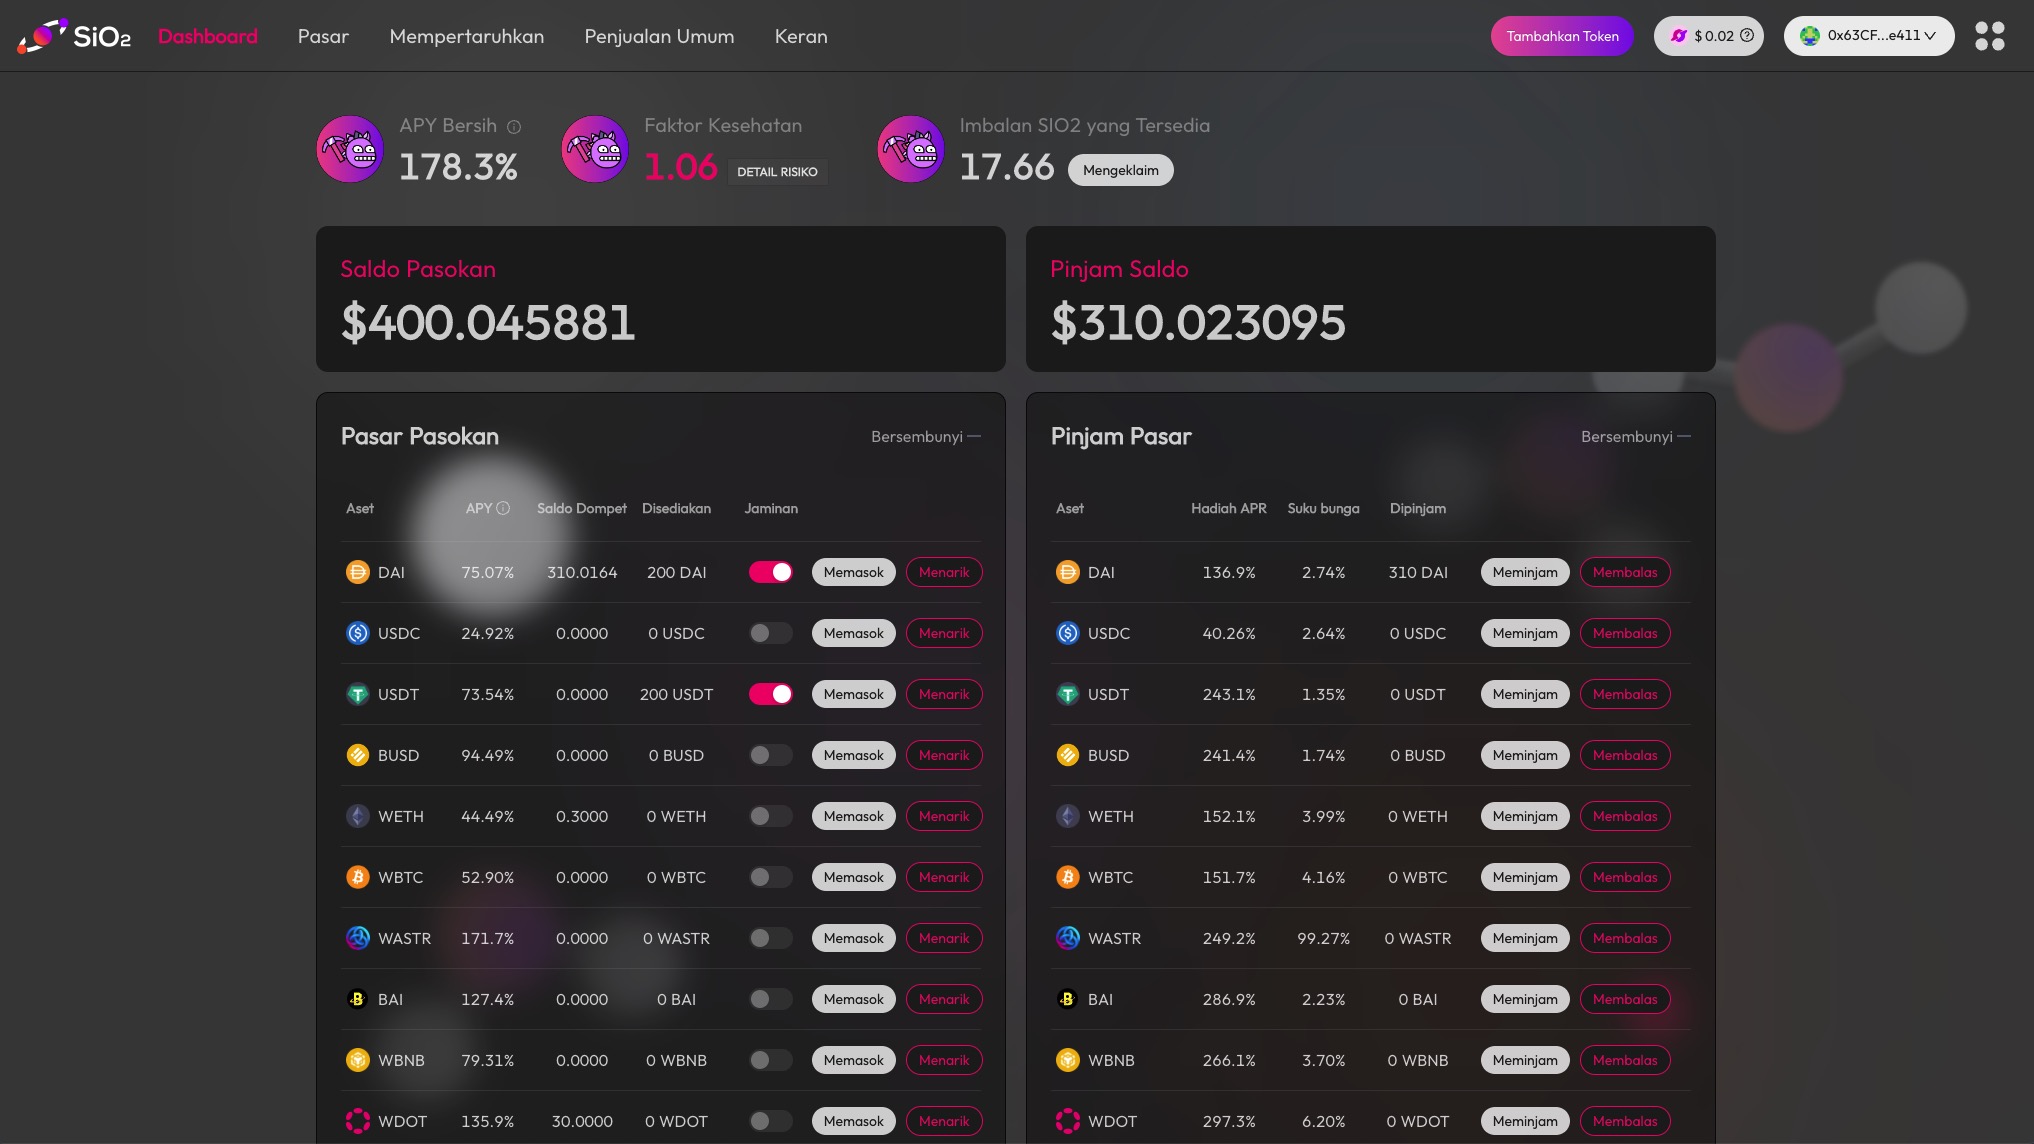 SiO2 Dashboard Pasar Mempertaruhkan Penjualan Umum Keran Tambahkan Token $ 0.02 0x63CF...e411
APY Bersih Faktor Kesehatan Imbalan SIO2 yang Tersedia
178.3% 1.06 DETAIL RISIKO 17.66 Mengeklaim
Saldo Pasokan
$400.045881
Pinjam Saldo
$310.023095
Pasar Pasokan Bersembunyi
Aset APY Saldo Dompet Disediakan Jaminan
DAI 75.07% 310.0164 200 DAI Memasok Menarik
USDC 24.92% 0.0000 0 USDC Memasok Menarik
USDT 73.54% 0.0000 200 USDT Memasok Menarik
BUSD 94.49% 0.0000 0 BUSD Memasok Menarik
WETH 44.49% 0.3000 0 WETH Memasok Menarik
WBTC 52.90% 0.0000 0 WBTC Memasok Menarik
WASTR 171.7% 0.0000 0 WASTR Memasok Menarik
BAI 127.4% 0.0000 0 BAI Memasok Menarik
WBNB 79.31% 0.0000 0 WBNB Memasok Menarik
WDOT 135.9% 30.0000 0 WDOT Memasok Menarik
Pinjam Pasar Bersembunyi
Aset Hadiah APR Suku bunga Dipinjam
DAI 136.9% 2.74% 310 DAI Meminjam Membalas
USDC 40.26% 2.64% 0 USDC Meminjam Membalas
USDT 243.1% 1.35% 0 USDT Meminjam Membalas
BUSD 241.4% 1.74% 0 BUSD Meminjam Membalas
WETH 152.1% 3.99% 0 WETH Meminjam Membalas
WBTC 151.7% 4.16% 0 WBTC Meminjam Membalas
WASTR 249.2% 99.27% 0 WASTR Meminjam Membalas
BAI 286.9% 2.23% 0 BAI Meminjam Membalas
WBNB 266.1% 3.70% 0 WBNB Meminjam Membalas
WDOT 297.3% 6.20% 0 WDOT Meminjam Membalas